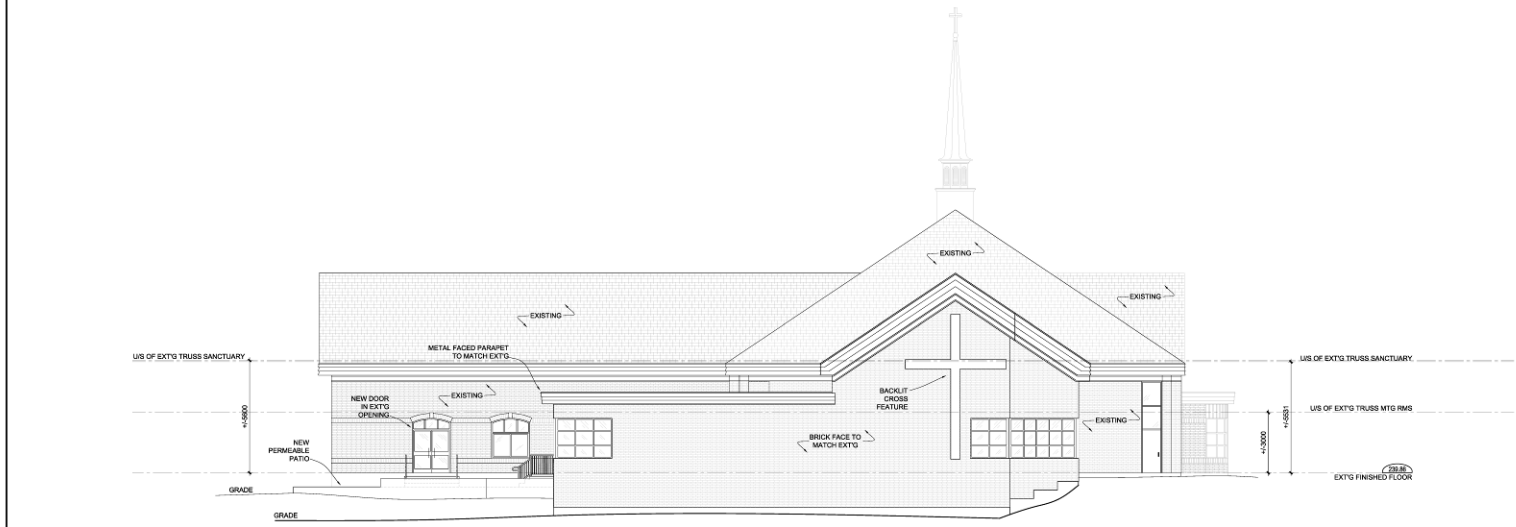 EXISTING
EXISTING
EXISTING
METAL FACED PARAPET
TO MATCH EXT'G
U/S OF EXT'G TRUSS SANCTUARY
U/S OF EXT'G TRUSS SANCTUARY
EXISTING
NEW DOOR
IN EXT'G
OPENING
BACKLIT
CROSS
FEATURE
U/S OF EXT'G TRUSS MTG RMS
+/-5600
EXISTING
+/-5531
+/-3000
BRICK FACE TO
MATCH EXT'G
NEW
PERMEABLE
PATIO
230.86
EXT'G FINISHED FLOOR
GRADE
GRADE